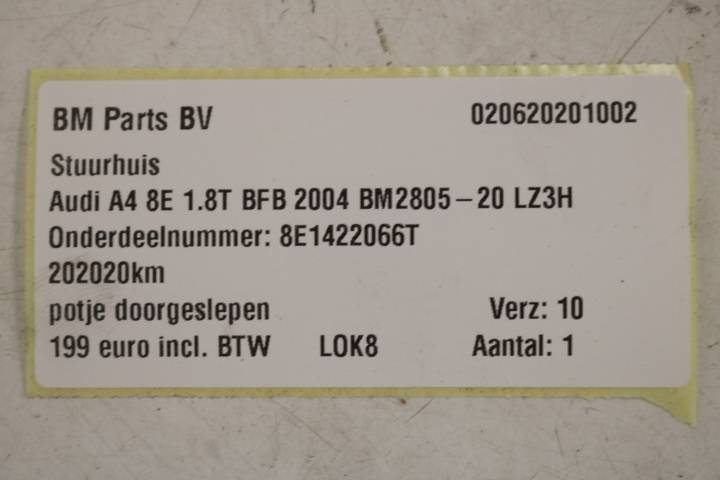 BM Parts BV 020620201002
Stuurhuis
Audi A4 8E 1.8T BFB 2004 BM2805-20 LZ3H
Onderdeelnummer: 8E1422066T
202020km
potje doorgeslepen Verz: 10
199 euro incl. BTW LOK8 Aantal: 1